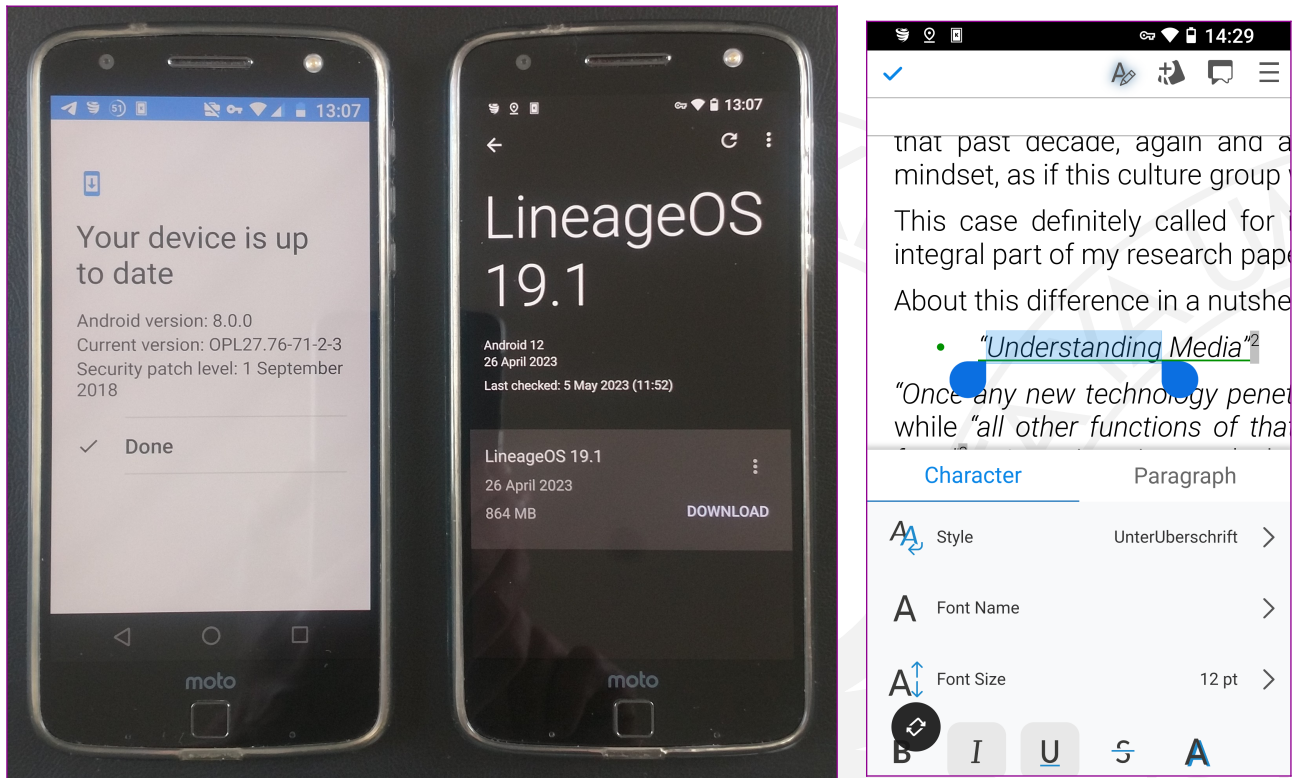 51
13:07
Your device is up
to date
Android version: 8.0.0
Current version: OPL27.76-71-2-3
Security patch level: 1 September
2018
Done
moto
13:07
LineageOS
19.1
Android 12
26 April 2023
Last checked: 5 May 2023 (11:52)
LineageOS 19.1
26 April 2023
864 MB
DOWNLOAD
moto
14:29
that past decade, again and a
mindset, as if this culture group
This case definitely called for
integral part of my research pape
About this difference in a nutshe
• “Understanding Media”2
“Once any new technology penet
while “all other functions of that
Character
Paragraph
Style
UnterUberschrift
Font Name
Font Size
12 pt
B I U S A